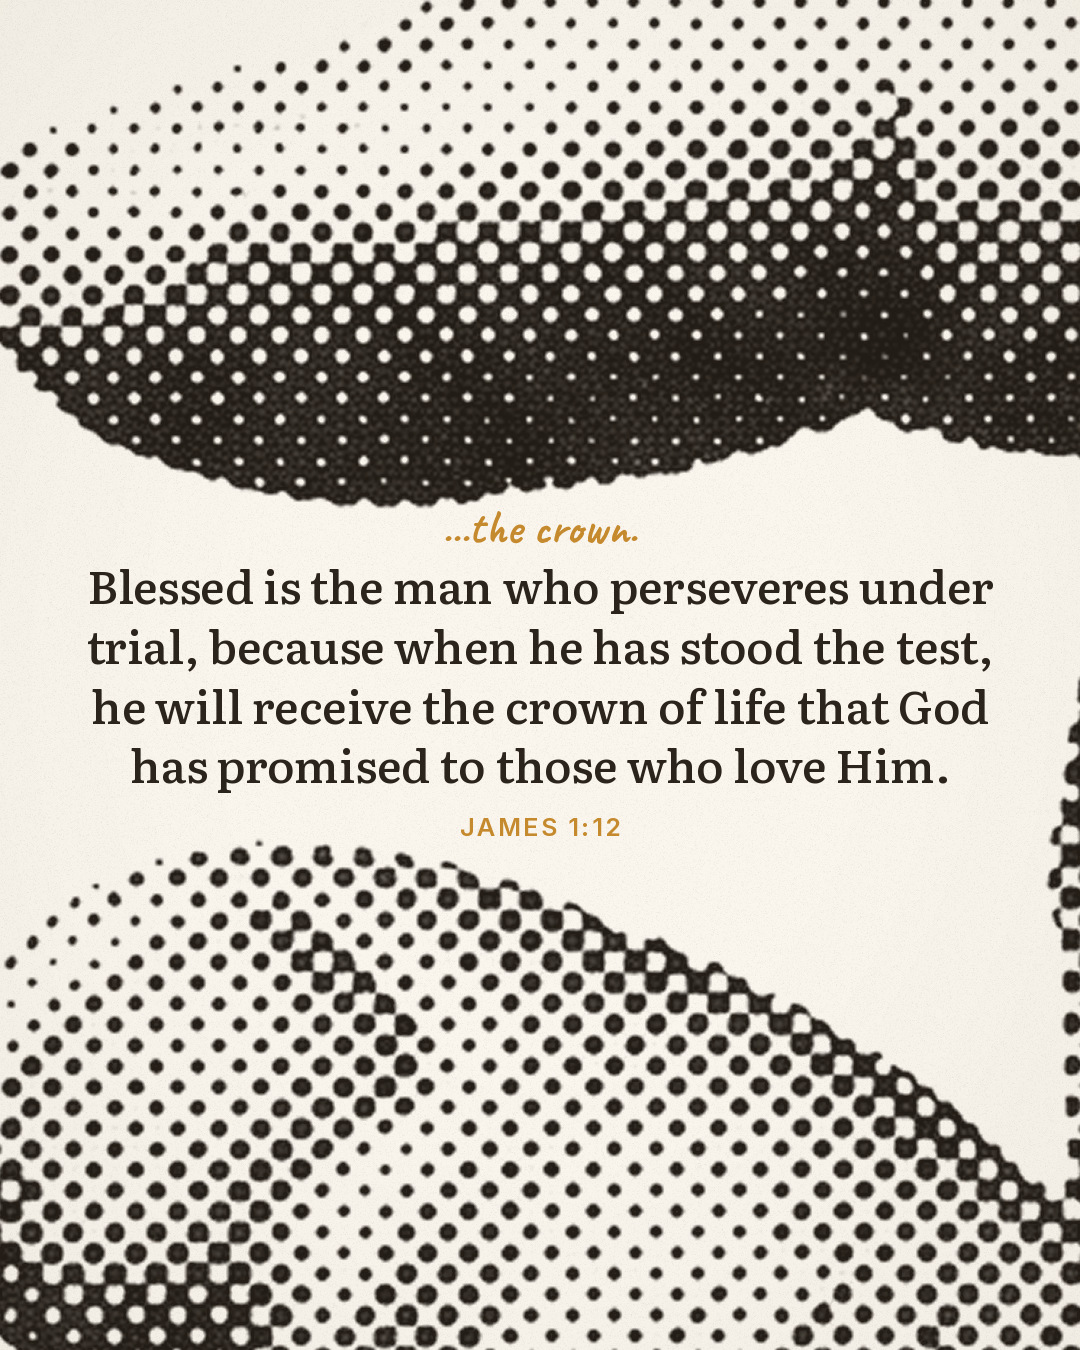 ...the crown.
Blessed is the man who perseveres under
trial, because when he has stood the test,
he will receive the crown of life that God
has promised to those who love Him.
JAMES 1:12